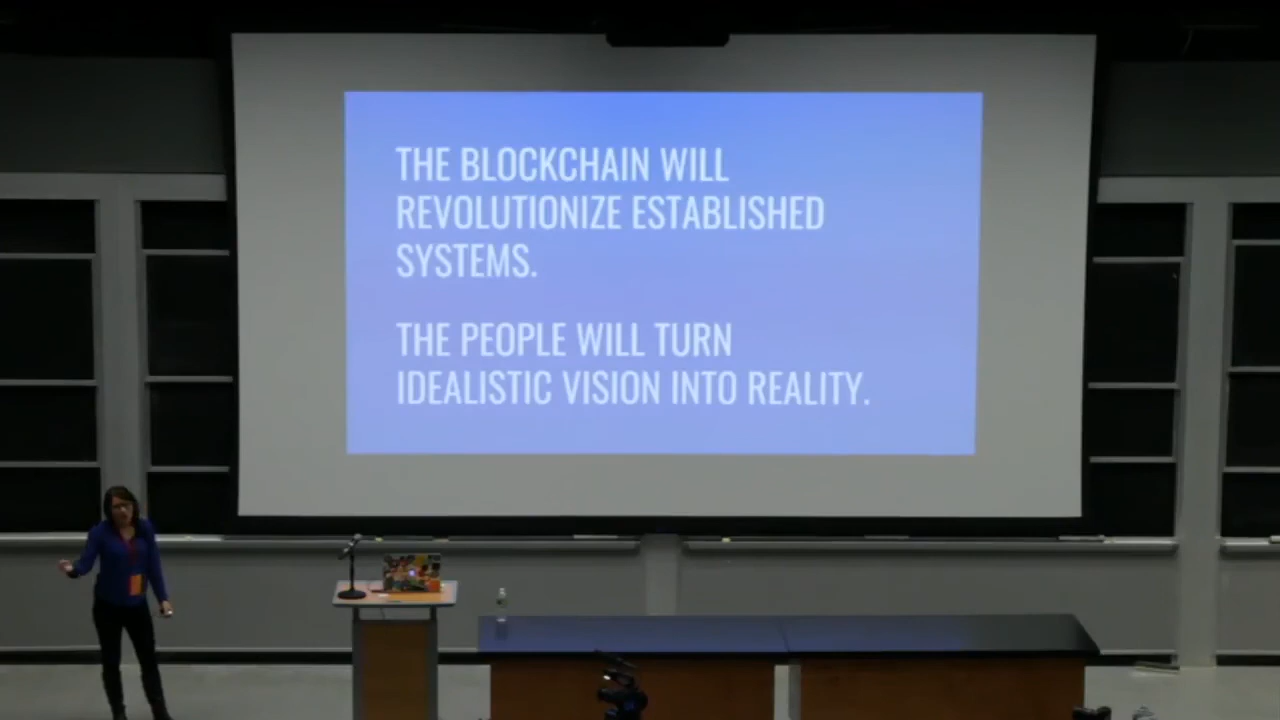 THE BLOCKCHAIN WILL
REVOLUTIONIZE ESTABLISHED
SYSTEMS.
THE PEOPLE WILL TURN
IDEALISTIC VISION INTO REALITY.